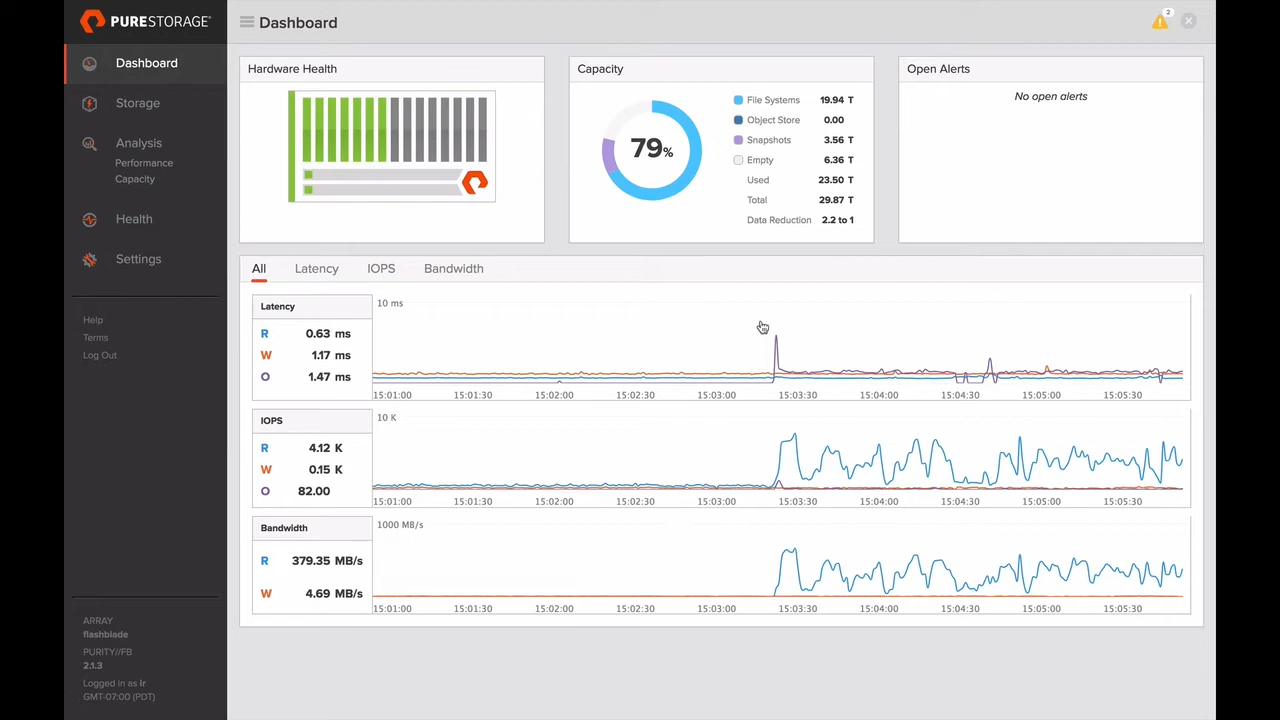 PURESTORAGE®
Dashboard
2
Dashboard
Storage
Analysis
Performance
Capacity
Health
Settings
Help
Terms
Log Out
ARRAY
flashblade
PURITY//FB
2.1.3
Logged in as ir
GMT-07:00 (PDT)
Hardware Health
Capacity
79%
File Systems 19.94 T
Object Store 0.00
Snapshots 3.56 T
Empty 6.36 T
Used 23.50 T
Total 29.87 T
Data Reduction 2.2 to 1
Open Alerts
No open alerts
All Latency IOPS Bandwidth
Latency
R 0.63 ms
W 1.17 ms
O 1.47 ms
10 ms
15:01:00 15:01:30 15:02:00 15:02:30 15:03:00 15:03:30 15:04:00 15:04:30 15:05:00 15:05:30
IOPS
R 4.12 K
W 0.15 K
O 82.00
10 K
15:01:00 15:01:30 15:02:00 15:02:30 15:03:00 15:03:30 15:04:00 15:04:30 15:05:00 15:05:30
Bandwidth
R 379.35 MB/s
W 4.69 MB/s
1000 MB/s
15:01:00 15:01:30 15:02:00 15:02:30 15:03:00 15:03:30 15:04:00 15:04:30 15:05:00 15:05:30